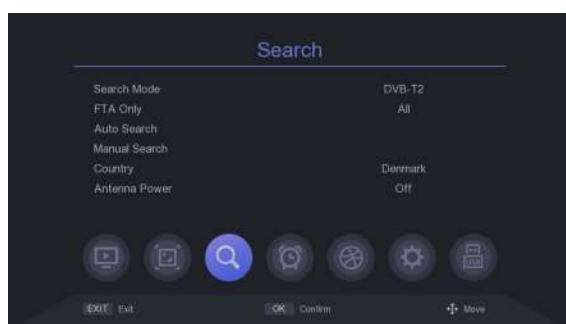 Search
Search Mode DVB-T2
FTA Only All
Auto Search
Manual Search
Country Denmark
Antenna Power Off
USB
EXIT Exit OK Confirm Move